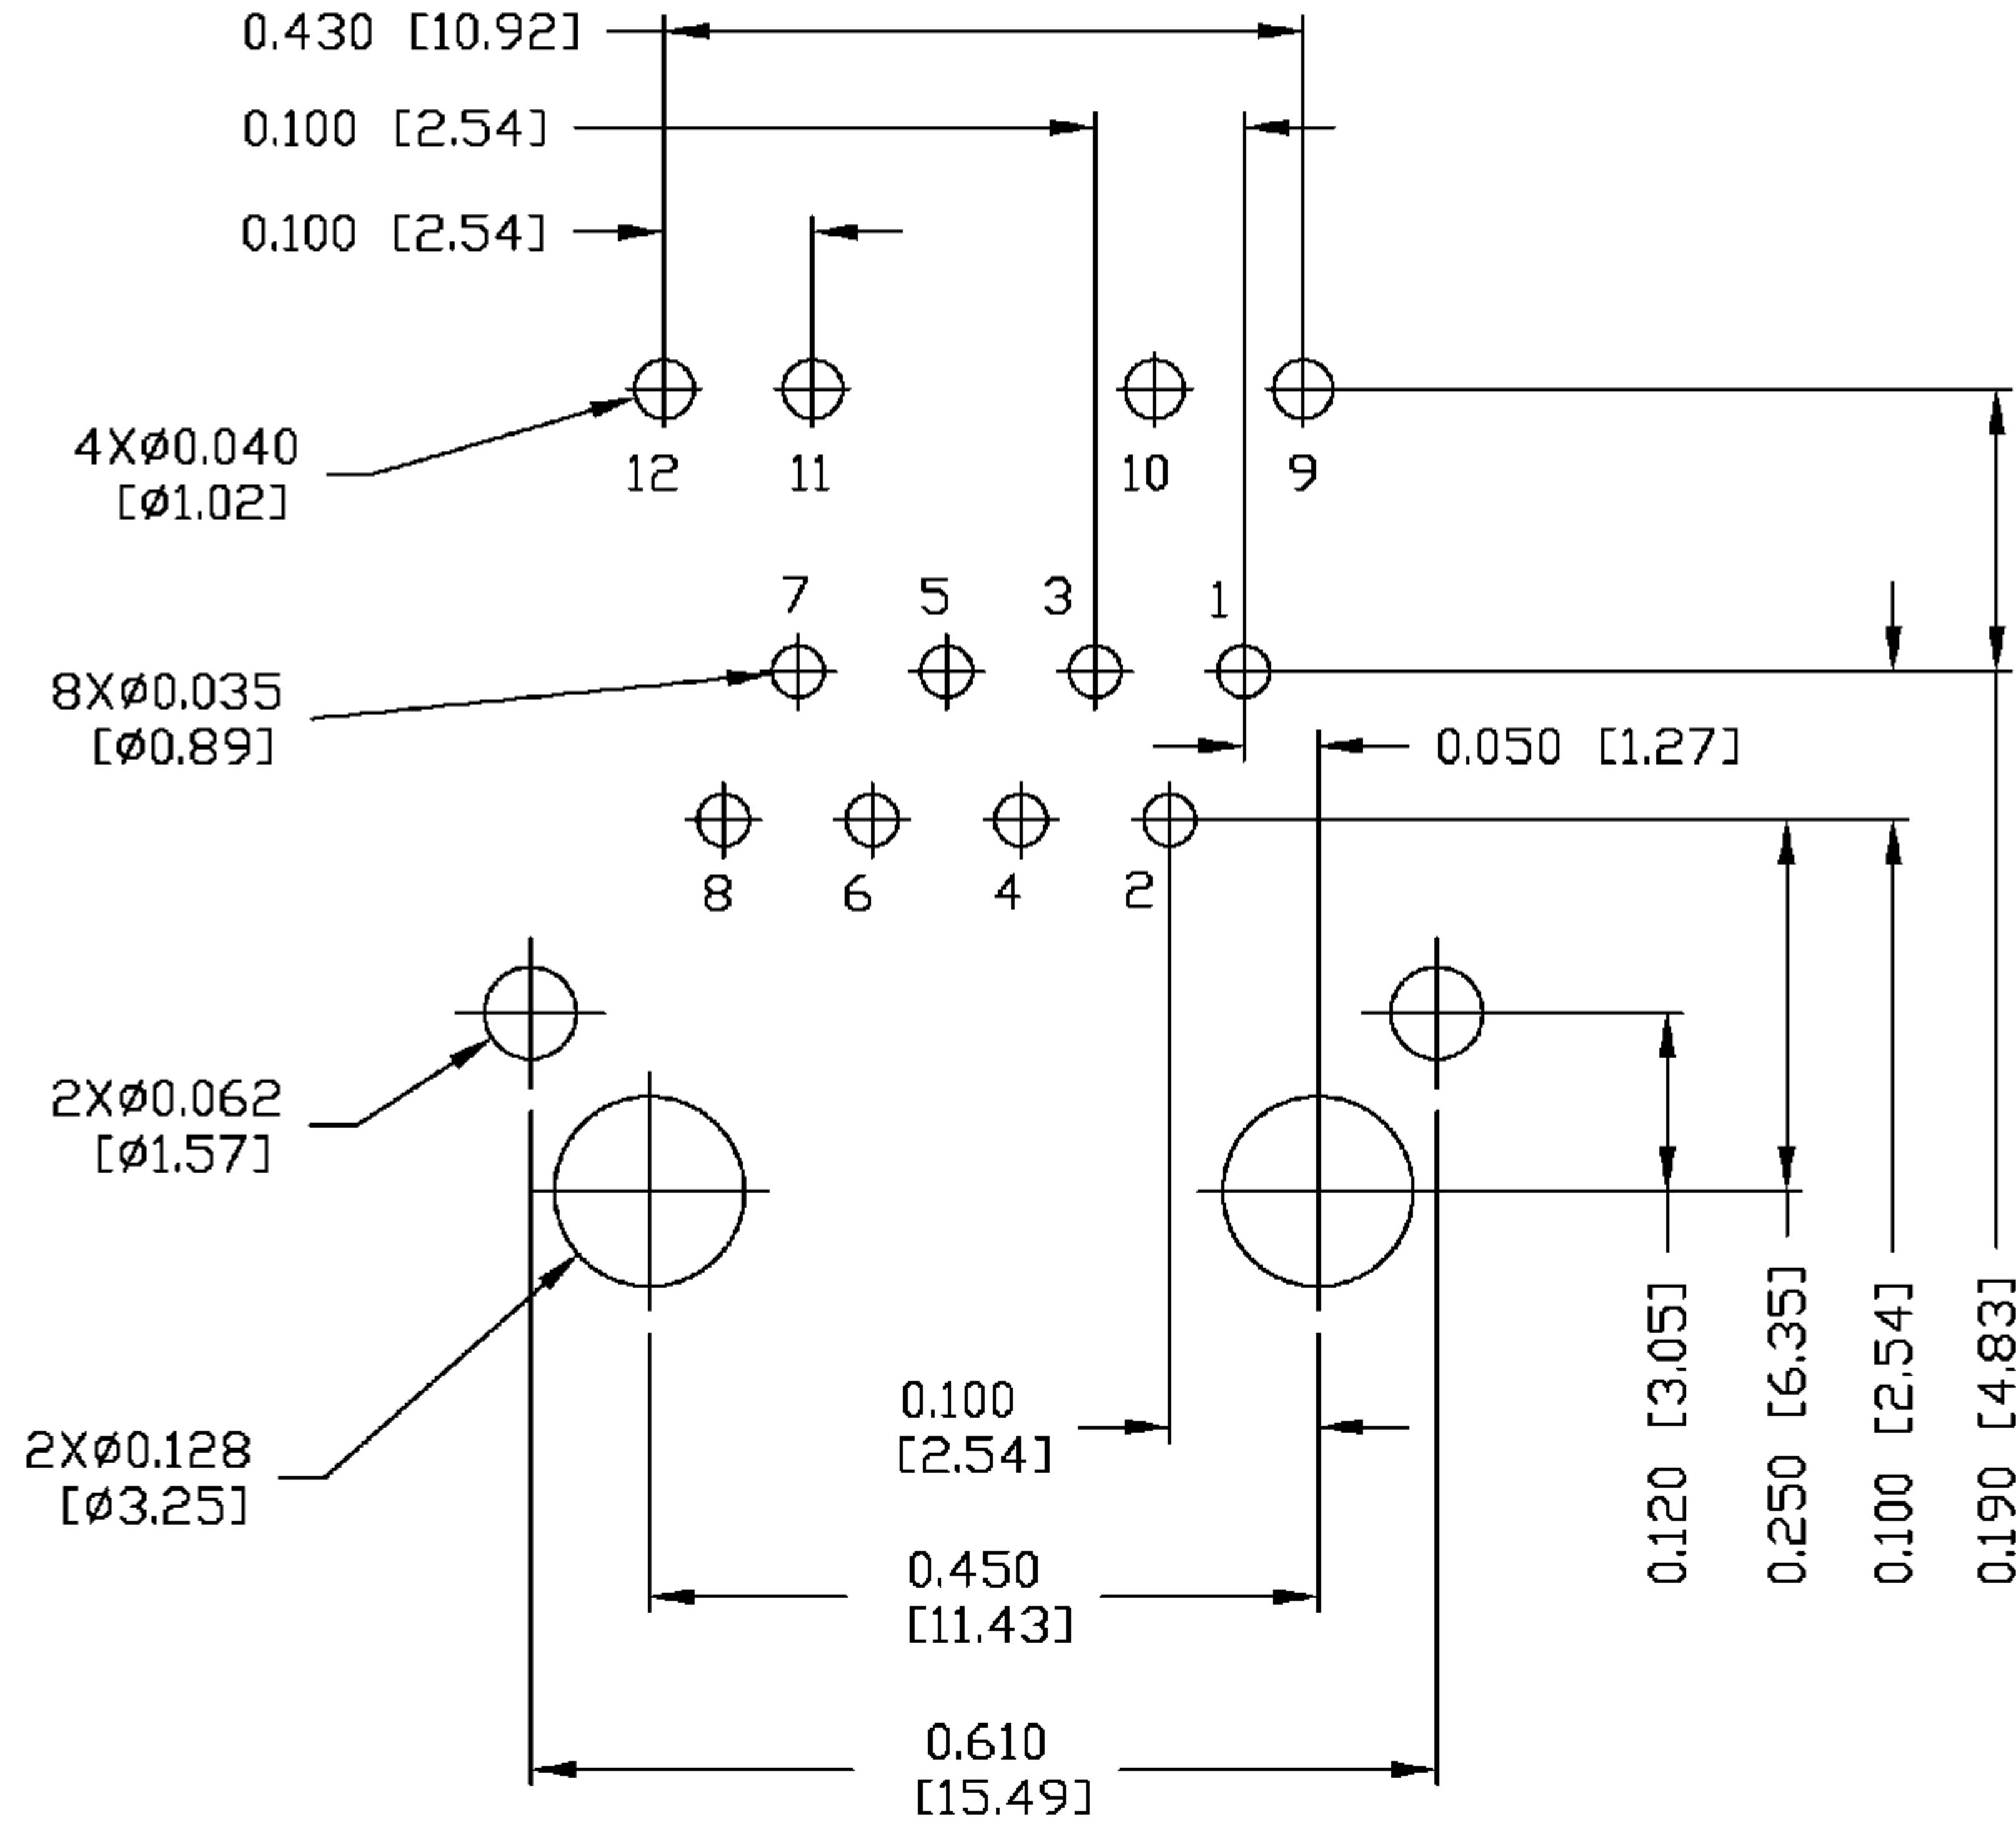 0.430 [10.92]
0.100 [2.54]
0.100 [2.54]
4XØ0.040
[Ø1.02]
12 11 10 9
7 5 3 1
8XØ0.035
[Ø0.89]
0.050 [1.27]
8 6 4 2
2XØ0.062
[Ø1.57]
2XØ0.128
[Ø3.25]
0.100
[2.54]
0.450
[11.43]
0.610
[15.49]
0.120 [3.05]
0.250 [6.35]
0.100 [2.54]
0.190 [4.83]